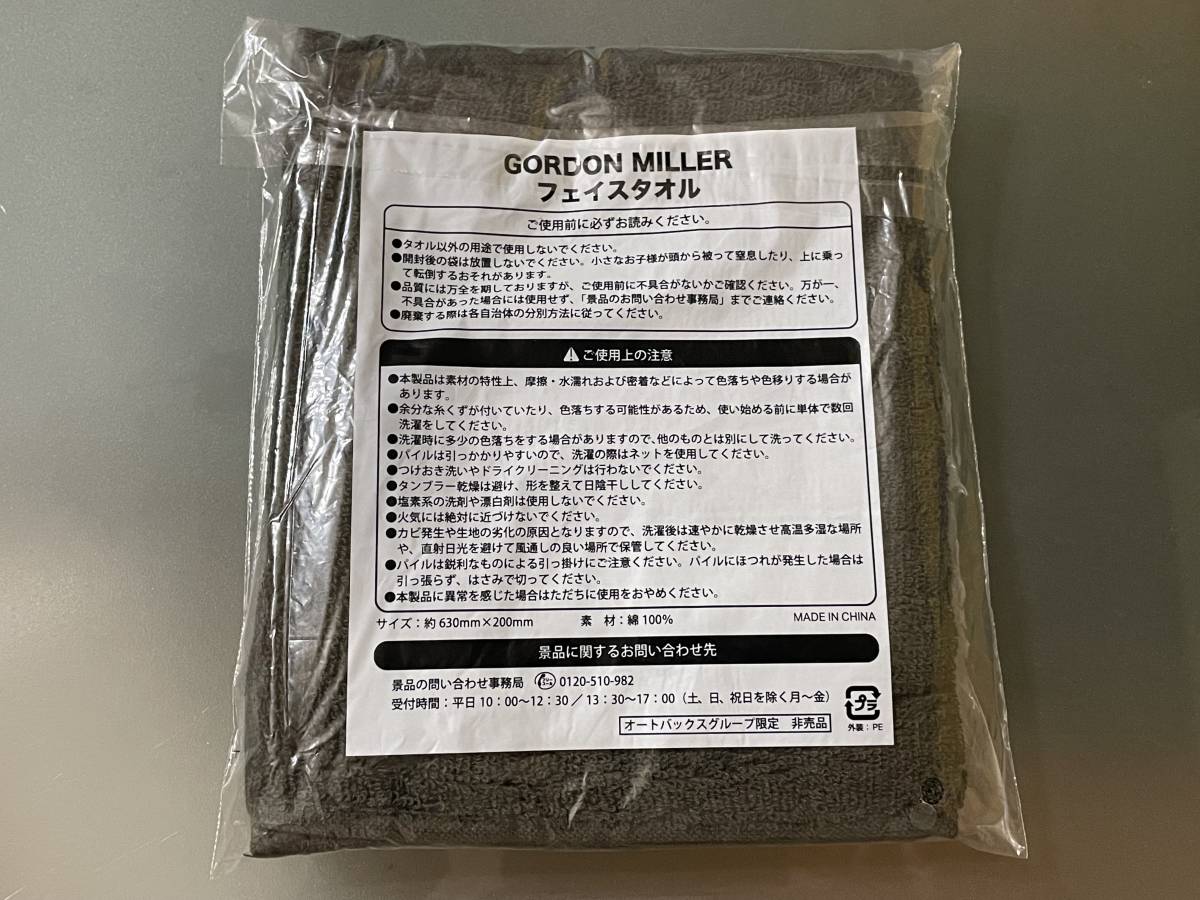 GORDON MILLER
フェイスタオル
ご使用前に必ずお読みください。
●タオル以外の用途で使用しないでください。
●開封後の袋は放置しないでください。小さなお子様が頭から被って窒息したり、上に乗っ
て転倒するおそれがあります。
●品質には万全を期しておりますが、ご使用前に不具合がないかご確認ください。万が一、
不具合があった場合には使用せず、「景品のお問い合わせ事務局」までご連絡ください。
●廃棄する際は各自治体の分別方法に従ってください。
⚠ご使用上の注意
●本製品は素材の特性上、摩擦・水濡れおよび密着などによって色落ちや色移りする場合が
あります。
●余分な糸くずが付いていたり、色落ちする可能性があるため、使い始める前に単体で数回
洗濯をしてください。
●洗濯時に多少の色落ちをする場合がありますので、他のものとは別にして洗ってください。
●パイルは引っかかりやすいので、洗濯の際はネットを使用してください。
●つけおき洗いやドライクリーニングは行わないでください。
●タンブラー乾燥は避け、形を整えて日陰干ししてください。
●塩素系の洗剤や漂白剤は使用しないでください。
●火気には絶対に近づけないでください。
●カビ発生や生地の劣化の原因となりますので、洗濯後は速やかに乾燥させ高温多湿な場所
や、直射日光を避けて風通しの良い場所で保管してください。
●パイルは鋭利なものによる引っ掛けにご注意ください。パイルにほつれが発生した場合は
引っ張らず、はさみで切ってください。
●本製品に異常を感じた場合はただちに使用をおやめください。
サイズ：約 630mm×200mm 素 材：綿 100% MADE IN CHINA
景品に関するお問い合わせ先
景品の問い合わせ事務局 0120-510-982
受付時間：平日 10：00～12：30 ／ 13：30～17：00（土、日、祝日を除く月～金）
オートバックスグループ限定 非売品
プラ
外装：PE